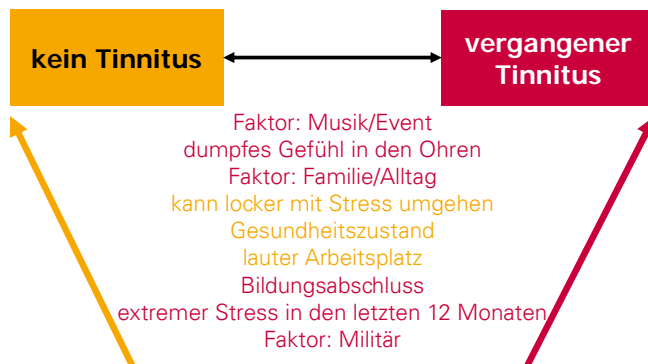 kein Tinnitus
vergangener
Tinnitus
Faktor: Musik/Event
dumpfes Gefühl in den Ohren
Faktor: Familie/Alltag
kann locker mit Stress umgehen
Gesundheitszustand
lauter Arbeitsplatz
Bildungsabschluss
extremer Stress in den letzten 12 Monaten
Faktor: Militär